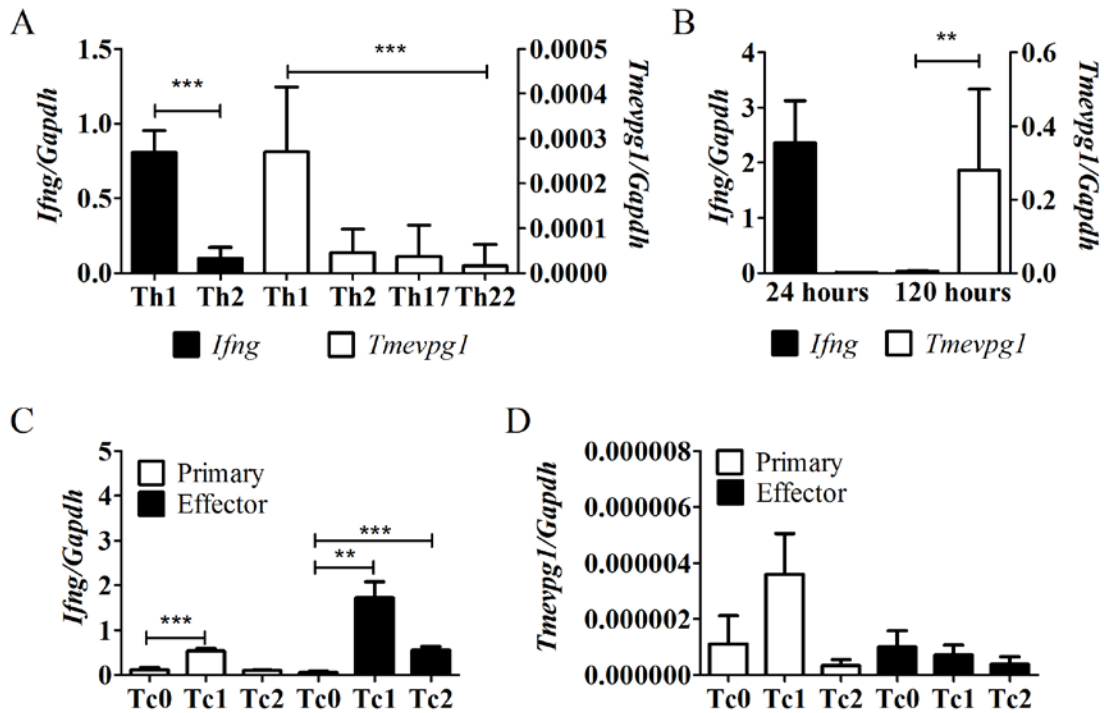 A
Ifng/Gapdh
1.5
1.0
0.5
0.0
***
***
0.0005
0.0004
0.0003
0.0002
0.0001
0.0000
Tmevpg1/Gapdh
Th1 Th2 Th1 Th2 Th17 Th22
Ifng Tmevpg1
B
Ifng/Gapdh
4
3
2
1
0
**
0.6
0.4
0.2
0.0
Tmevpg1/Gapdh
24 hours 120 hours
Ifng Tmevpg1
C
Ifng/Gapdh
5
4
3
2
1
0
Primary
Effector
***
**
***
Tc0 Tc1 Tc2 Tc0 Tc1 Tc2
D
Tmevpg1/Gapdh
0.000008
0.000006
0.000004
0.000002
0.000000
Primary
Effector
Tc0 Tc1 Tc2 Tc0 Tc1 Tc2